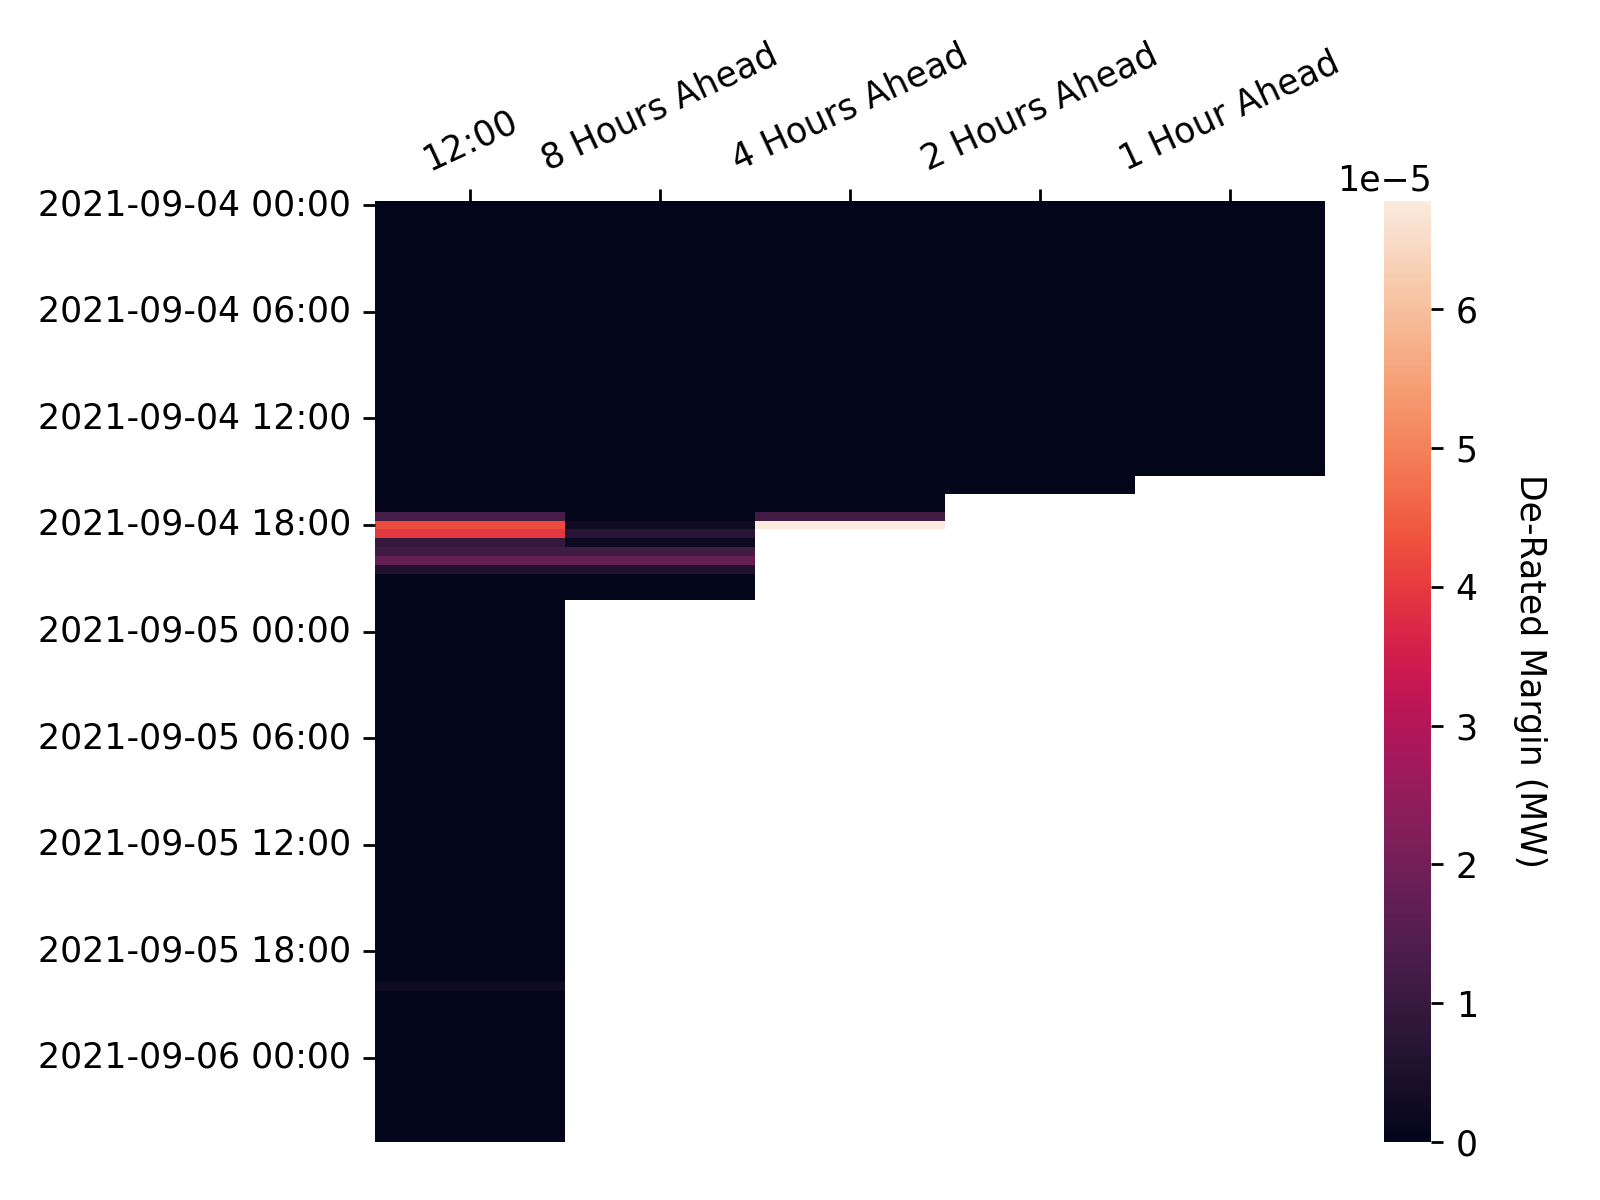 12:00
8 Hours Ahead
4 Hours Ahead
2 Hours Ahead
1 Hour Ahead
1e−5
2021-09-04 00:00
2021-09-04 06:00
2021-09-04 12:00
2021-09-04 18:00
2021-09-05 00:00
2021-09-05 06:00
2021-09-05 12:00
2021-09-05 18:00
2021-09-06 00:00
6
5
4
3
2
1
0
De-Rated Margin (MW)